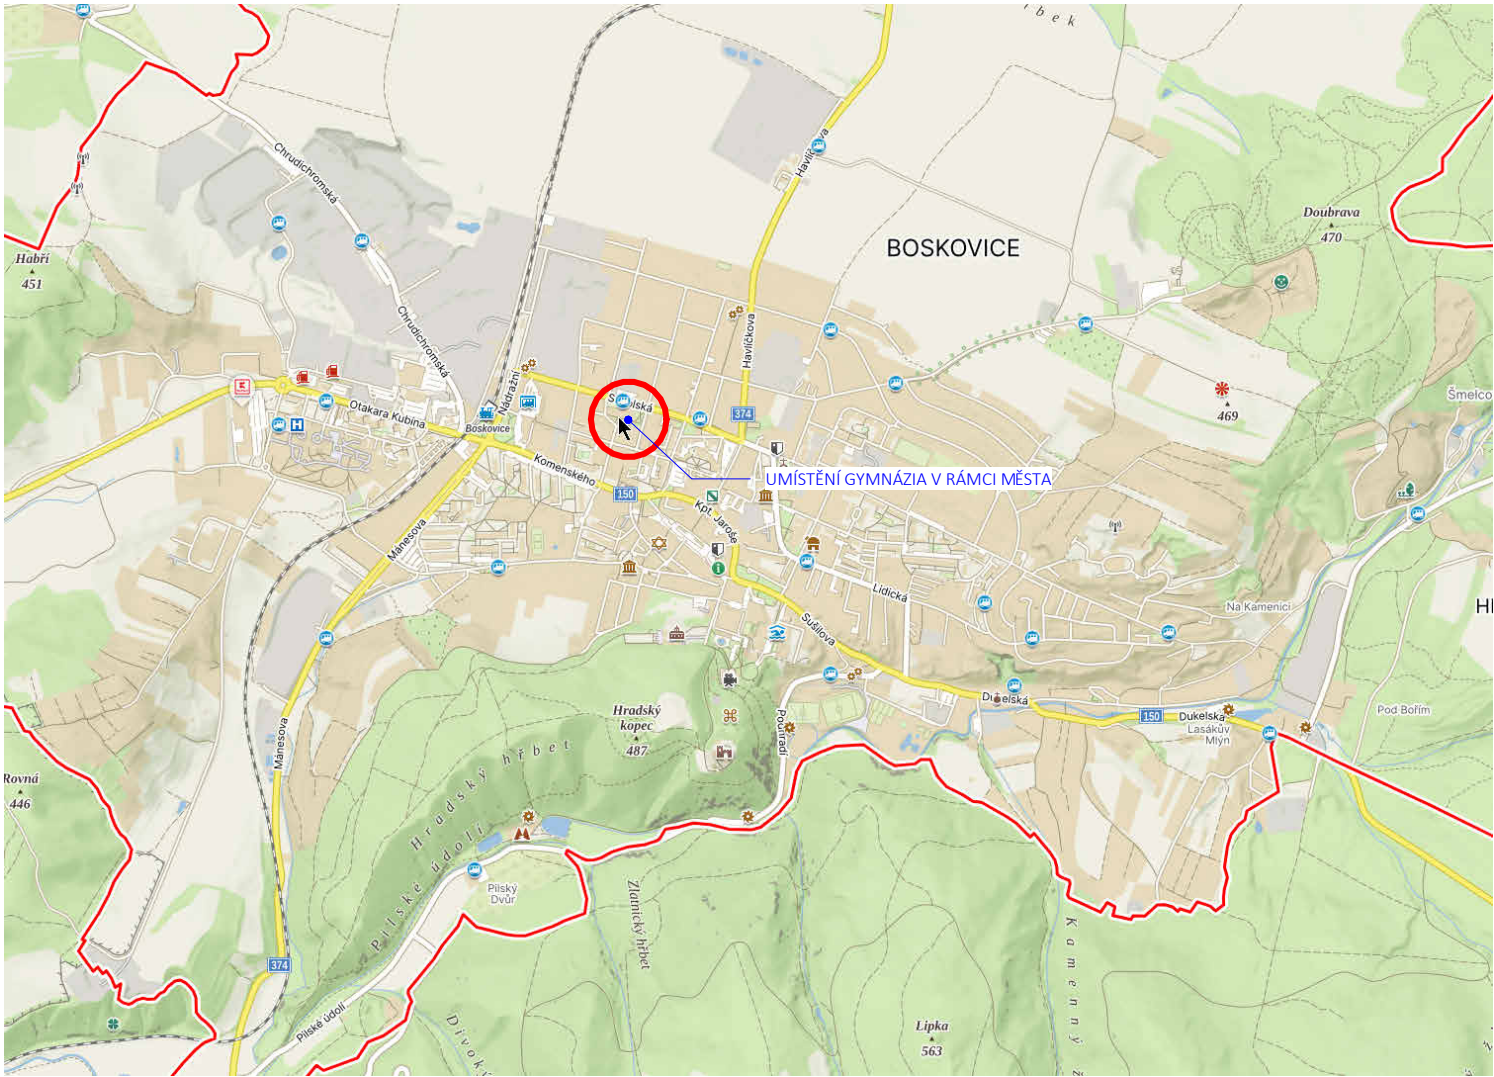 Chrudichromská
Havlíčkova
BOSKOVICE
Doubrava
470
Habří
451
Chrudichromská
Havlíčkova
Nádražní
Otakara Kubína
Boskovice
374
469
Šmelco
Komenského
150
UMÍSTĚNÍ GYMNÁZIA V RÁMCI MĚSTA
Kpt. Jaroše
Mánesova
Lidická
Na Kamenici
Sušilova
Dukelská
150
Dukelská
Lasákův
Mlýn
Pod Bořím
Hradský
kopec
487
Podhradí
Mánesova
Hradský hřbet
Rovná
446
Pilské údolí
Pilský
Dvůr
Zlatnický hřbet
374
Pilské údolí
Lipka
563